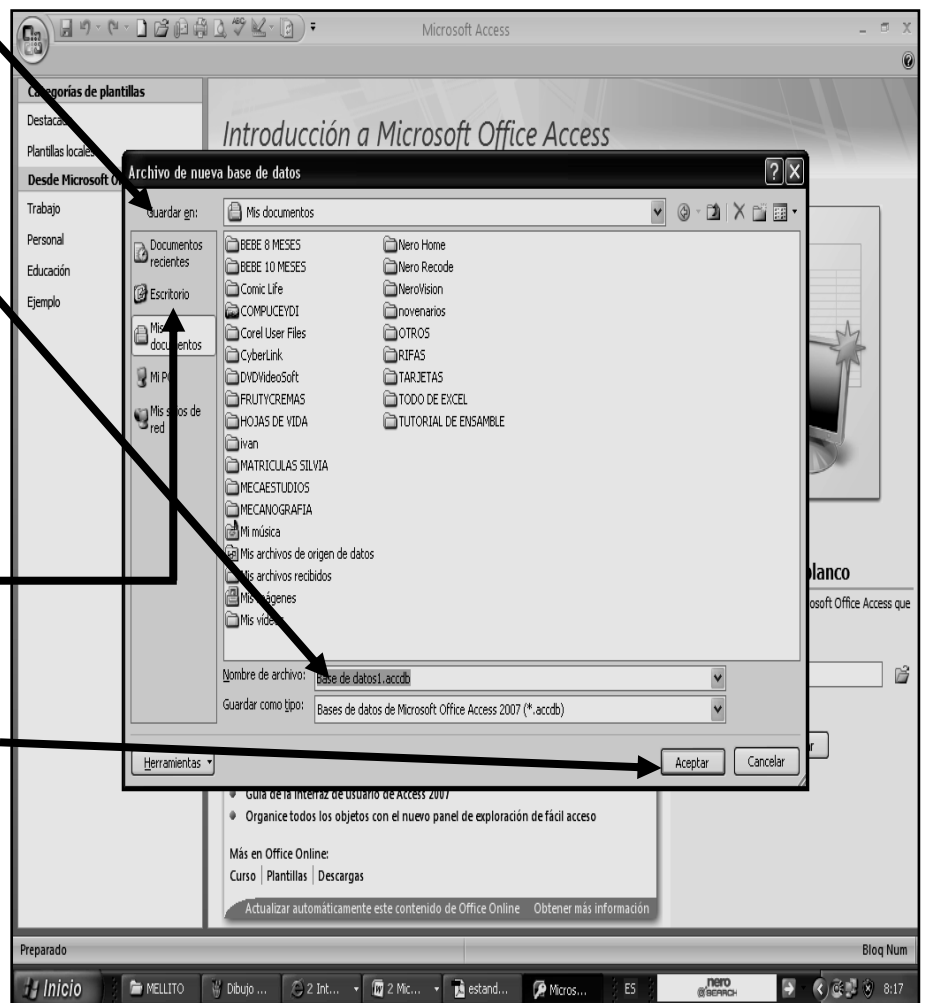 Microsoft Access
Categorías de plantillas
Plantillas locales
Desde Microsoft
Trabajo
Personal
Educación
Ejemplo
Introducción a Microsoft Office Access
Archivo de nueva base de datos
Guardar en:
Mis documentos
Documentos recientes
Escritorio
Mis documentos
Mi PC
Mis sitios de red
BEBE 8 MESES
BEBE 10 MESES
Comic Life
COMPUCEYDI
Corel User Files
CyberLink
DVDVideoSoft
FRUTYCREMAS
HOJAS DE VIDA
ivan
MATRICULAS SILVIA
MECAESTUDIOS
MECANOGRAFIA
Mi música
Mis archivos de origen de datos
Mis archivos recibidos
Mis imágenes
Mis vídeos
Nero Home
Nero Recode
NeroVision
novenarios
OTROS
RIFAS
TARJETAS
TODO DE EXCEL
TUTORIAL DE ENSAMBLE
Nombre de archivo: Base de datos1.accdb
Guardar como tipo: Bases de datos de Microsoft Office Access 2007 (*.accdb)
Herramientas
Aceptar
Cancelar
blanco
osoft Office Access que
Guía de la interfaz de usuario de Access 2007
Organice todos los objetos con el nuevo panel de exploración de fácil acceso
Más en Office Online:
Curso | Plantillas | Descargas
Actualizar automáticamente este contenido de Office Online Obtener más información
Preparado
Bloq Num
Inicio
MELLITO
Dibujo ...
2 Int...
2 Mic...
estand...
Micros...
ES
nero
SEARCH
8:17